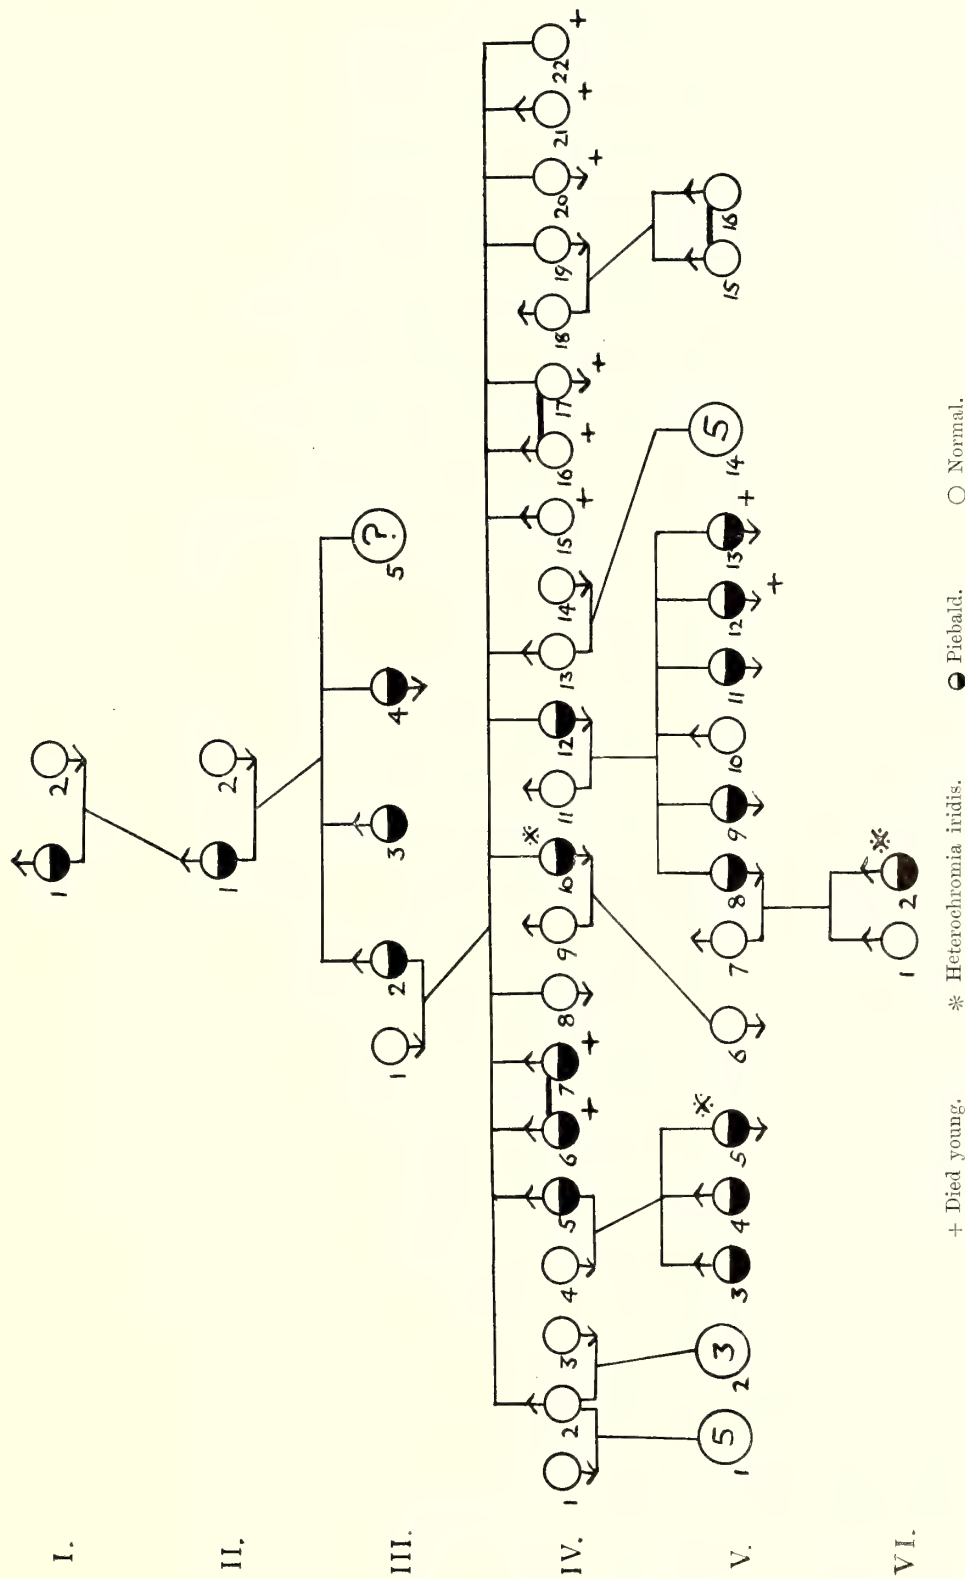 I.
1 2
II.
1 2
III.
1 2 3 4 5 ?
IV.
1 2 3 4 5 6 + 7 + 8 9 10 * 11 12 13 14 15 + 16 + 17 + 18 19 20 + 21 + 22 +
V.
1 5 2 3 3 4 5 * 6 7 8 9 10 11 12 + 13 + 14 5 15 16
VI.
1 2 *
+ Died young. * Heterochromia iridis. ◒ Piebald. ○ Normal.